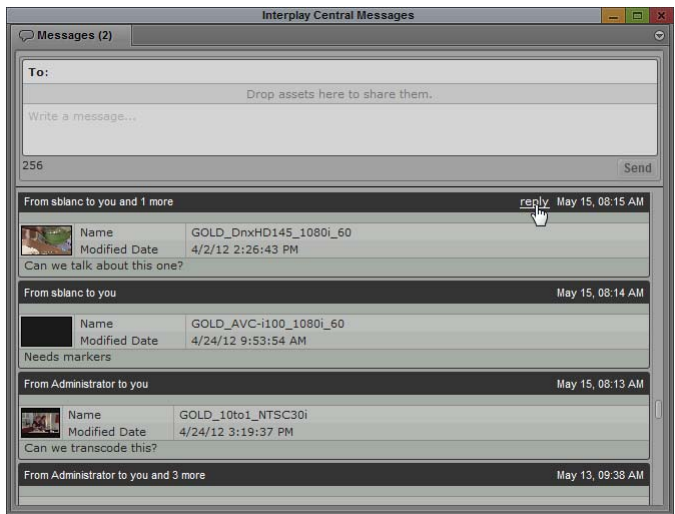 Interplay Central Messages
Messages (2)
To:
Drop assets here to share them.
Write a message...
256
Send
From sblanc to you and 1 more reply May 15, 08:15 AM
Name GOLD_DnxHD145_1080i_60
Modified Date 4/2/12 2:26:43 PM
Can we talk about this one?
From sblanc to you May 15, 08:14 AM
Name GOLD_AVC-i100_1080i_60
Modified Date 4/24/12 9:53:54 AM
Needs markers
From Administrator to you May 15, 08:13 AM
Name GOLD_10to1_NTSC30i
Modified Date 4/24/12 3:19:37 PM
Can we transcode this?
From Administrator to you and 3 more May 13, 09:38 AM